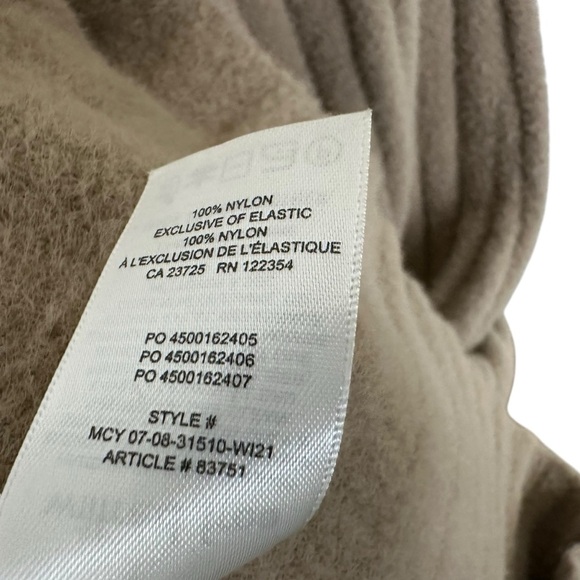 100% NYLON
EXCLUSIVE OF ELASTIC
100% NYLON
À L'EXCLUSION DE L'ÉLASTIQUE
CA 23725 RN 122354
PO 4500162405
PO 4500162406
PO 4500162407
STYLE #
MCY 07-08-31510-WI21
ARTICLE # 83751